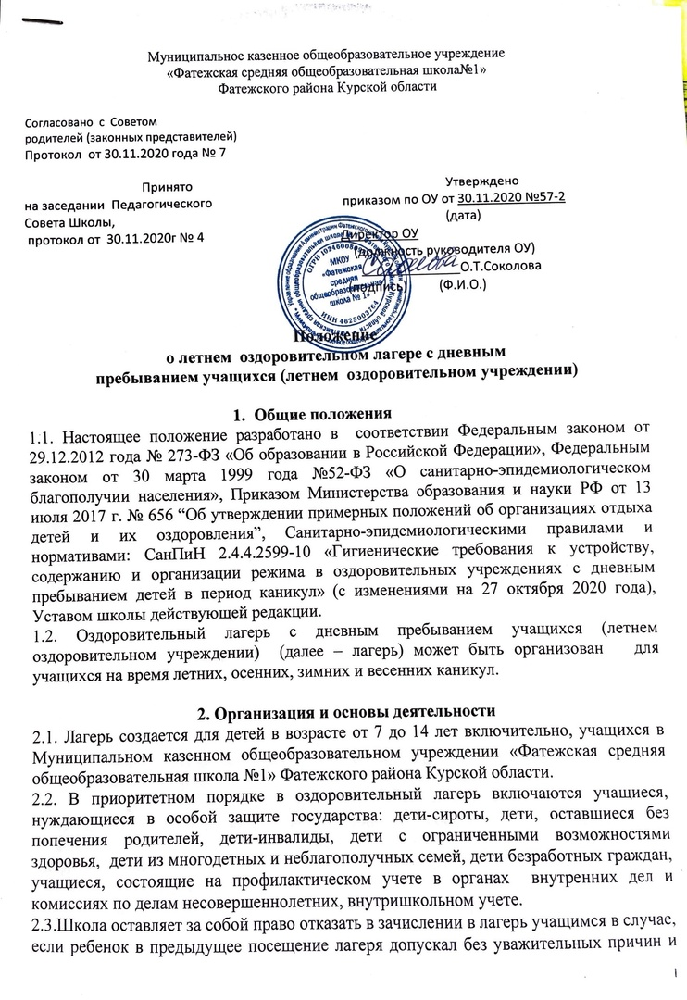 Муниципальное казенное общеобразовательное учреждение
«Фатежская средняя общеобразовательная школа№1»
Фатежского района Курской области
Согласовано с Советом
родителей (законных представителей)
Протокол от 30.11.2020 года № 7
Принято
на заседании Педагогического
Совета Школы,
протокол от 30.11.2020г № 4
Утверждено
приказом по ОУ от 30.11.2020 №57-2
(дата)
Директор ОУ
(должность руководителя ОУ)
О.Т.Соколова
(подпись) (Ф.И.О.)
МКОУ
«Фатежская
средняя
общеобразовательная
школа № 1»
ИНН 4625003764
Положение
о летнем оздоровительном лагере с дневным
пребыванием учащихся (летнем оздоровительном учреждении)
1. Общие положения
1.1. Настоящее положение разработано в соответствии Федеральным законом от
29.12.2012 года № 273-ФЗ «Об образовании в Российской Федерации», Федеральным
законом от 30 марта 1999 года №52-ФЗ «О санитарно-эпидемиологическом
благополучии населения», Приказом Министерства образования и науки РФ от 13
июля 2017 г. № 656 “Об утверждении примерных положений об организациях отдыха
детей и их оздоровления”, Санитарно-эпидемиологическими правилами и
нормативами: СанПиН 2.4.4.2599-10 «Гигиенические требования к устройству,
содержанию и организации режима в оздоровительных учреждениях с дневным
пребыванием детей в период каникул» (с изменениями на 27 октября 2020 года),
Уставом школы действующей редакции.
1.2. Оздоровительный лагерь с дневным пребыванием учащихся (летнем
оздоровительном учреждении) (далее – лагерь) может быть организован для
учащихся на время летних, осенних, зимних и весенних каникул.
2. Организация и основы деятельности
2.1. Лагерь создается для детей в возрасте от 7 до 14 лет включительно, учащихся в
Муниципальном казенном общеобразовательном учреждении «Фатежская средняя
общеобразовательная школа №1» Фатежского района Курской области.
2.2. В приоритетном порядке в оздоровительный лагерь включаются учащиеся,
нуждающиеся в особой защите государства: дети-сироты, дети, оставшиеся без
попечения родителей, дети-инвалиды, дети с ограниченными возможностями
здоровья, дети из многодетных и неблагополучных семей, дети безработных граждан,
учащиеся, состоящие на профилактическом учете в органах внутренних дел и
комиссиях по делам несовершеннолетних, внутришкольном учете.
2.3.Школа оставляет за собой право отказать в зачислении в лагерь учащимся в случае,
если ребенок в предыдущее посещение лагеря допускал без уважительных причин и
1